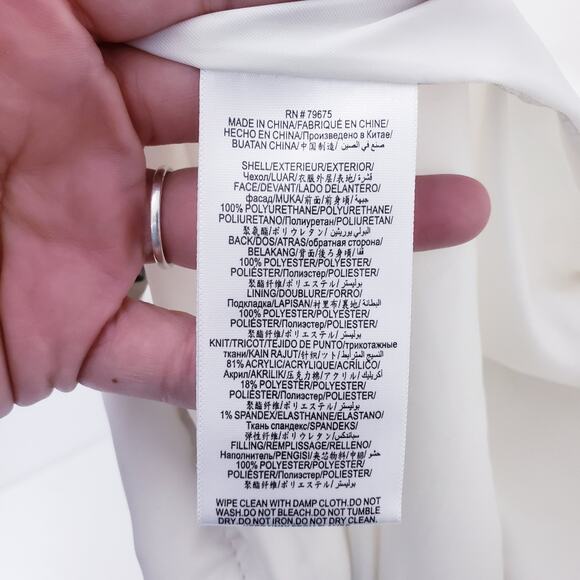 RN # 79675
MADE IN CHINA/FABRIQUÉ EN CHINE/
HECHO EN CHINA/Произведено в Китае/
BUATAN CHINA/中国制造/ صنع في الصين
SHELL/EXTERIEUR/EXTERIOR/
Чехол/LUAR/衣服外层/表地/ قشرة/
FACE/DEVANT/LADO DELANTERO/
фасад/MUKA/前面/前身頃/ جبهة/
100% POLYURETHANE/POLYURETHANE/
POLIURETANO/Полиуретан/POLIURETAN/
聚氨酯/ポリウレタン/ البولي يوريثين/
BACK/DOS/ATRAS/обратная сторона/
BELAKANG/背面/後ろ身頃/ قفا/
100% POLYESTER/POLYESTER/
POLIÉSTER/Полиэстер/POLIESTER/
聚酯纤维/ポリエステル/ بوليستر/
LINING/DOUBLURE/FORRO/
Подкладка/LAPISAN/衬里布/裏地/ البطانة/
100% POLYESTER/POLYESTER/
POLIÉSTER/Полиэстер/POLIESTER/
聚酯纤维/ポリエステル/ بوليستر/
KNIT/TRICOT/TEJIDO DE PUNTO/трикотажные
ткани/KAIN RAJUT/针织/ニット/ النسيج المترابط/
81% ACRYLIC/ACRYLIQUE/ACRÍLICO/
Акрил/AKRILIK/压克力棉/アクリル/ أكريليك/
18% POLYESTER/POLYESTER/
POLIÉSTER/Полиэстер/POLIESTER/
聚酯纤维/ポリエステル/ بوليستر/
1% SPANDEX/ELASTHANNE/ELASTANO/
Ткань спандекс/SPANDEKS/
弹性纤维/ポリウレタン/ سباندكس/
FILLING/REMPLISSAGE/RELLENO/
Наполнитель/PENGISI/夹芯物料/中綿/ حشو/
100% POLYESTER/POLYESTER/
POLIÉSTER/Полиэстер/POLIESTER/
聚酯纤维/ポリエステル/ بوليستر/
WIPE CLEAN WITH DAMP CLOTH.DO NOT
WASH.DO NOT BLEACH.DO NOT TUMBLE
DRY.DO NOT IRON.DO NOT DRY CLEAN.